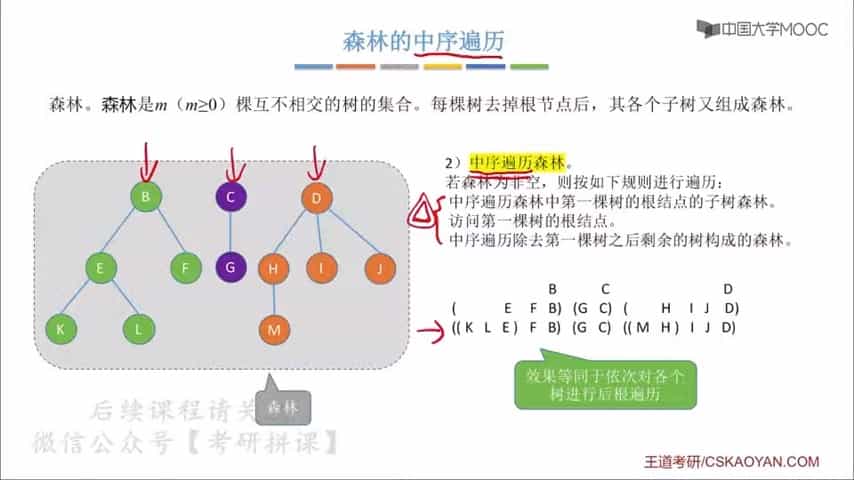 森林的中序遍历
中国大学MOOC
森林。森林是m（m≥0）棵互不相交的树的集合。每棵树去掉根节点后，其各个子树又组成森林。
2）中序遍历森林。
若森林为非空，则按如下规则进行遍历：
中序遍历森林中第一棵树的根结点的子树森林。
访问第一棵树的根结点。
中序遍历除去第一棵树之后剩余的树构成的森林。
B C D
E F G H I J
K L M
B C D
( E F B) (G C) ( H I J D)
((K L E) F B) (G C) ((M H) I J D)
效果等同于依次对各个
树进行后根遍历
森林
后续课程请关
微信公众号【考研拼课】
王道考研/CSKAOYAN.COM